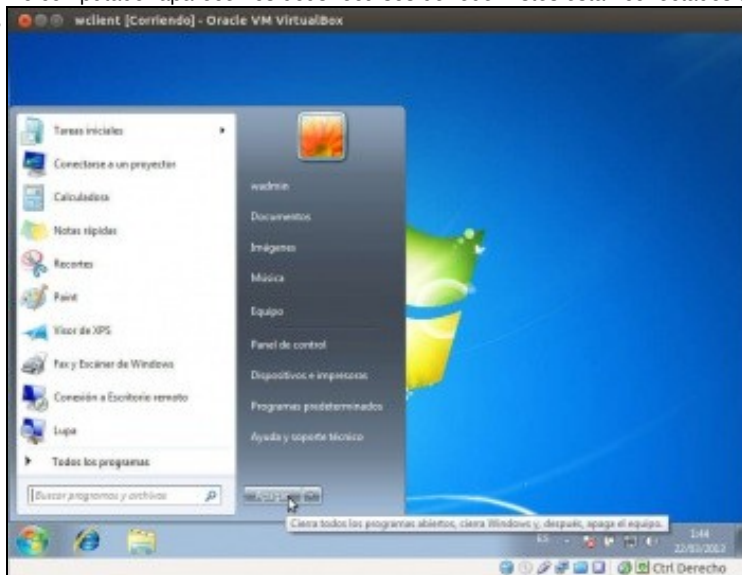 wclient [Corriendo] - Oracle VM VirtualBox
Tareas iniciales
Conectarse a un proyector
Calculadora
Notas rápidas
Recortes
Paint
Visor de XPS
Fax y Escáner de Windows
Conexión a Escritorio remoto
Lupa
Todos los programas
Buscar programas y archivos
wadmin
Documentos
Imágenes
Música
Equipo
Panel de control
Dispositivos e impresoras
Programas predeterminados
Ayuda y soporte técnico
Cierra todos los programas abiertos, cierra Windows y, después, apaga el equipo.
ES
1:44
22/03/2012
Ctrl Derecho